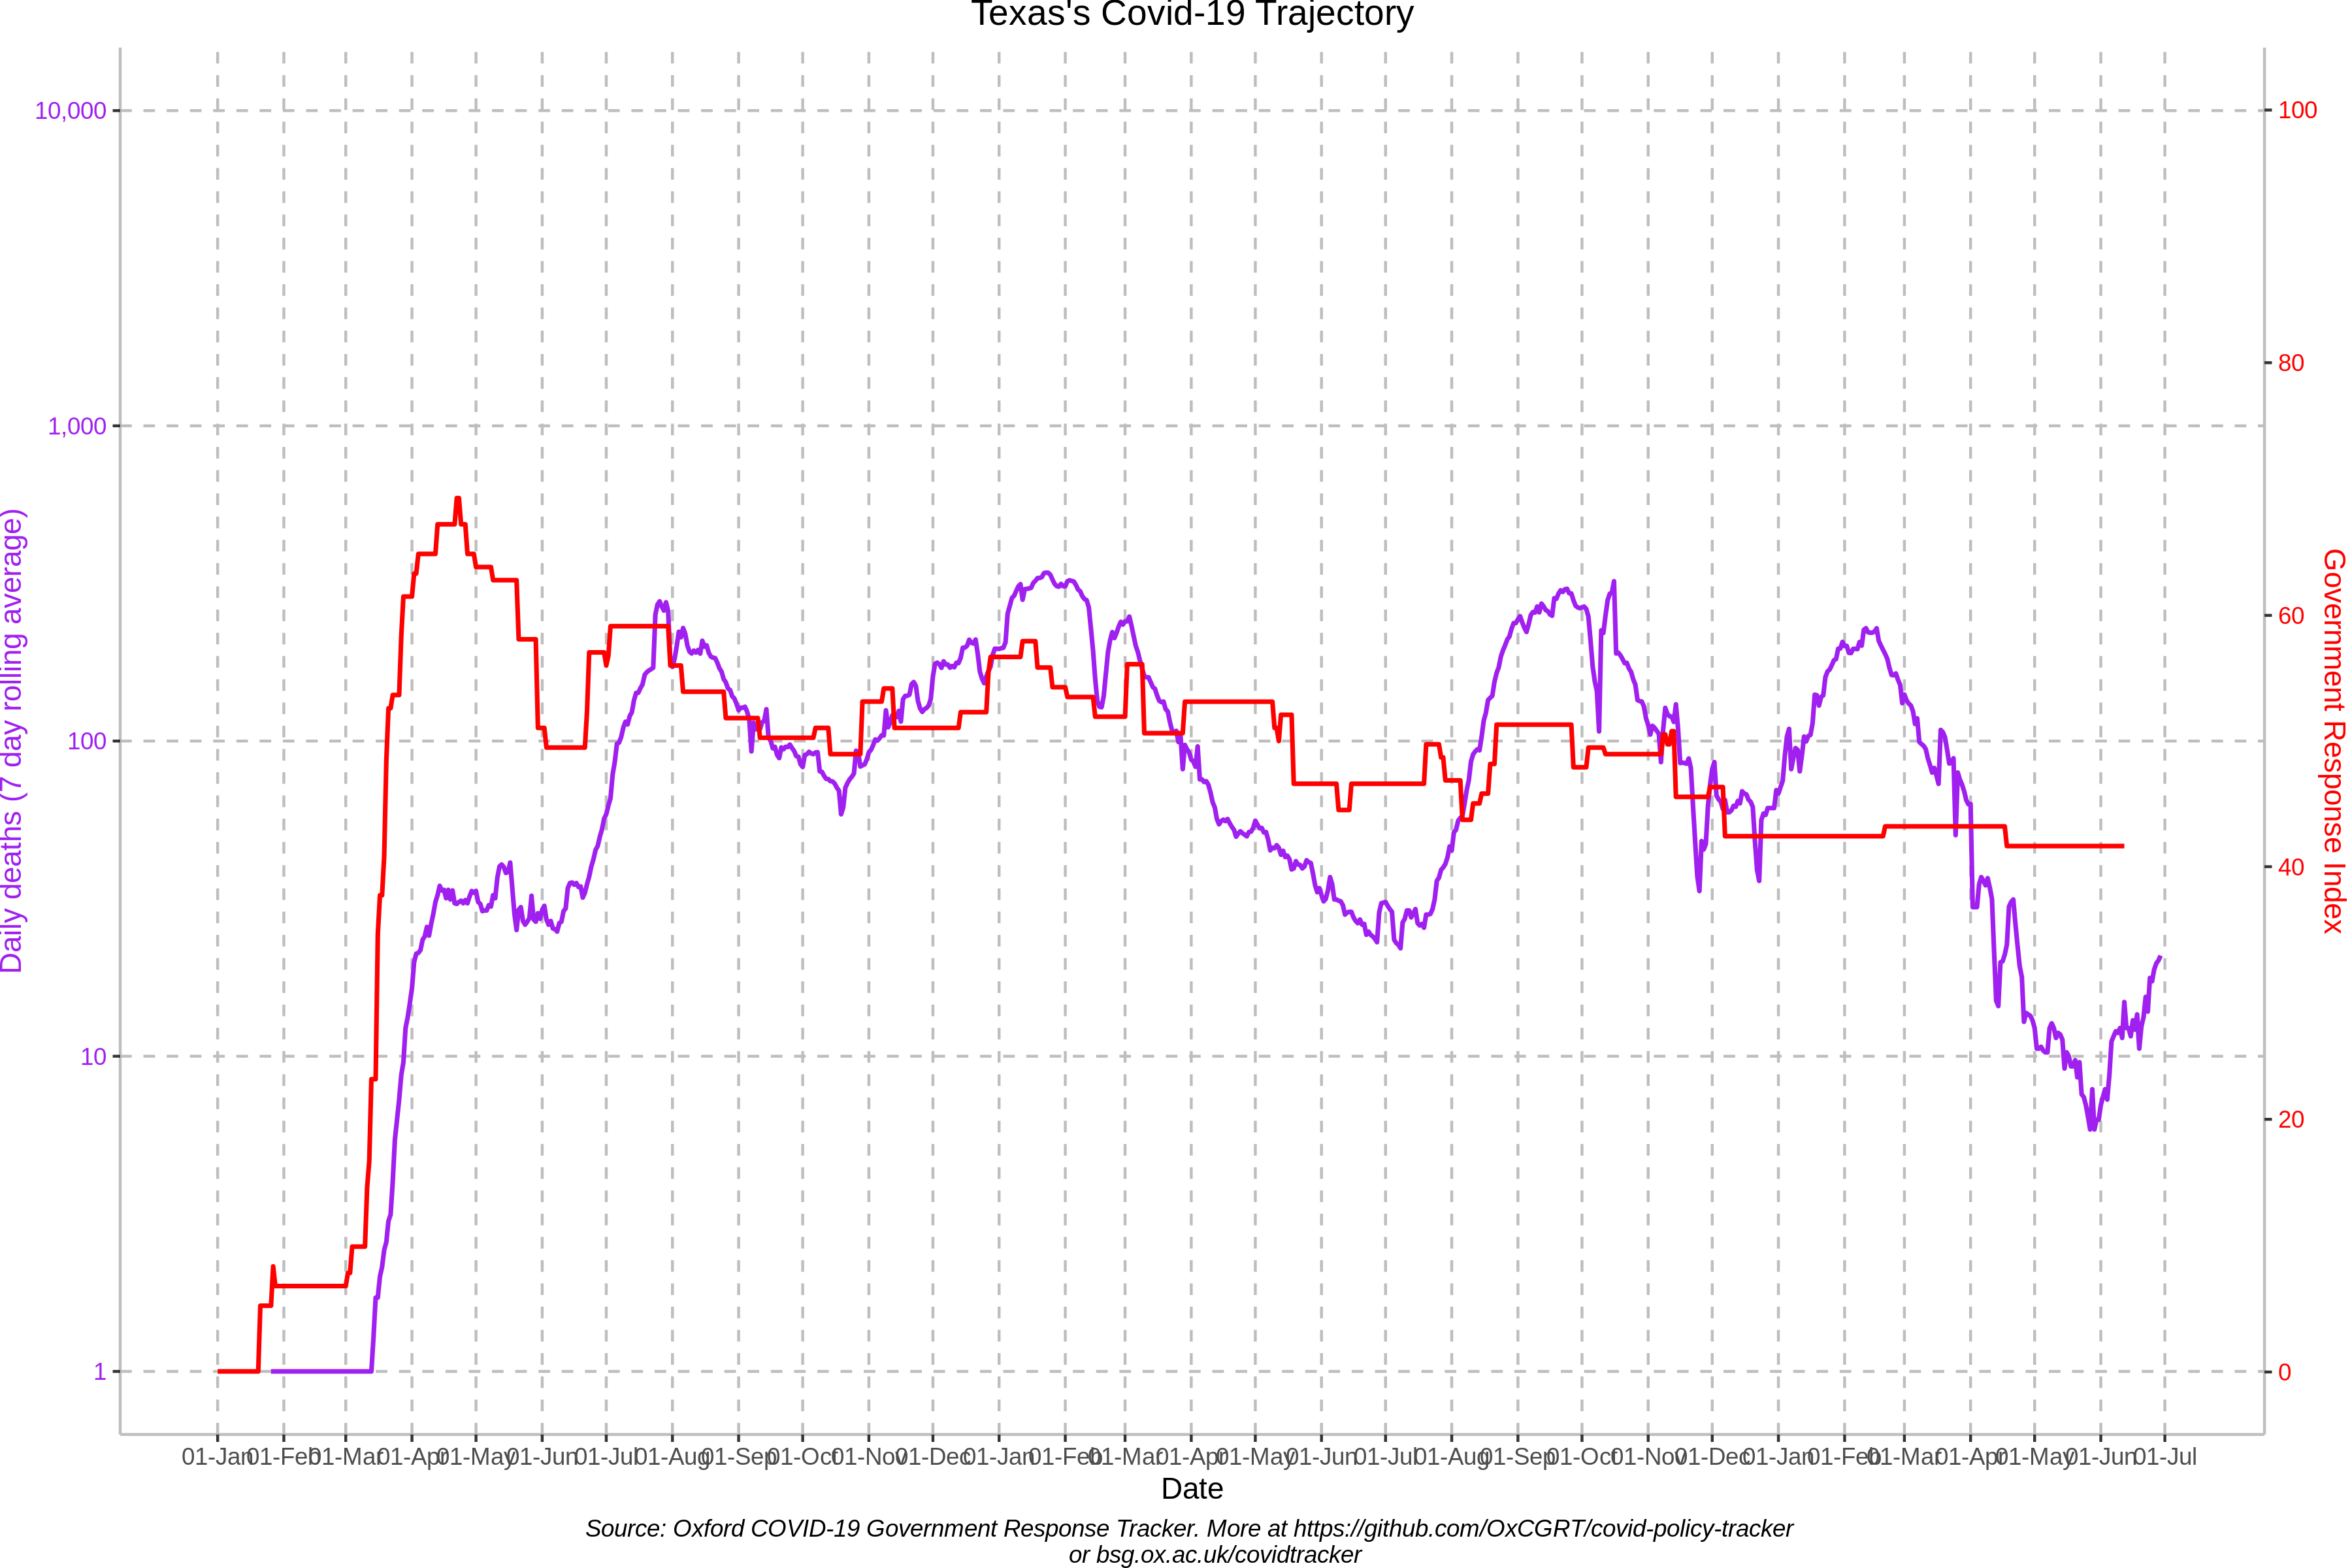 Texas's Covid-19 Trajectory
10,000
1,000
100
10
1
Daily deaths (7 day rolling average)
100
80
60
40
20
0
Government Response Index
01-Jan 01-Feb 01-Mar 01-Apr 01-May 01-Jun 01-Jul 01-Aug 01-Sep 01-Oct 01-Nov 01-Dec 01-Jan 01-Feb 01-Mar 01-Apr 01-May 01-Jun 01-Jul 01-Aug 01-Sep 01-Oct 01-Nov 01-Dec 01-Jan 01-Feb 01-Mar 01-Apr 01-May 01-Jun 01-Jul
Date
Source: Oxford COVID-19 Government Response Tracker. More at https://github.com/OxCGRT/covid-policy-tracker
or bsg.ox.ac.uk/covidtracker